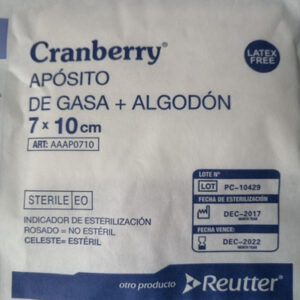 Cranberry®
LATEX
FREE
APÓSITO
DE GASA + ALGODÓN
7 x 10 cm
ART: AAAP0710
STERILE EO
INDICADOR DE ESTERILIZACIÓN
ROSADO = NO ESTÉRIL
CELESTE= ESTÉRIL
LOTE Nº
LOT PC-10429
FECHA DE ESTERILIZACIÓN
DEC-2017
FECHA VENCE:
DEC-2022
otro producto Reutter